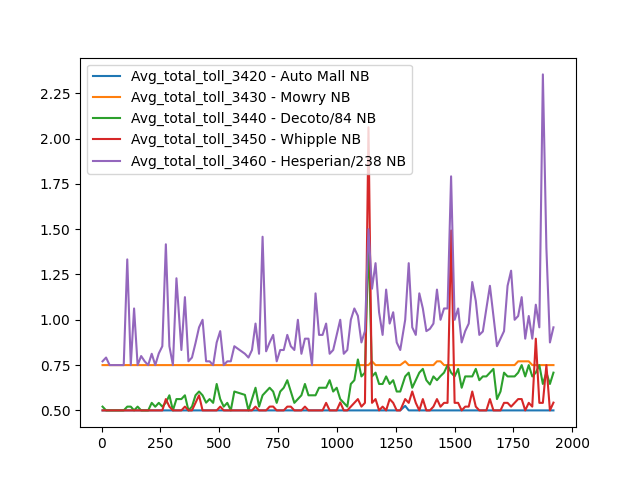 Avg_total_toll_3420 - Auto Mall NB
Avg_total_toll_3430 - Mowry NB
Avg_total_toll_3440 - Decoto/84 NB
Avg_total_toll_3450 - Whipple NB
Avg_total_toll_3460 - Hesperian/238 NB
2.25
2.00
1.75
1.50
1.25
1.00
0.75
0.50
0 250 500 750 1000 1250 1500 1750 2000